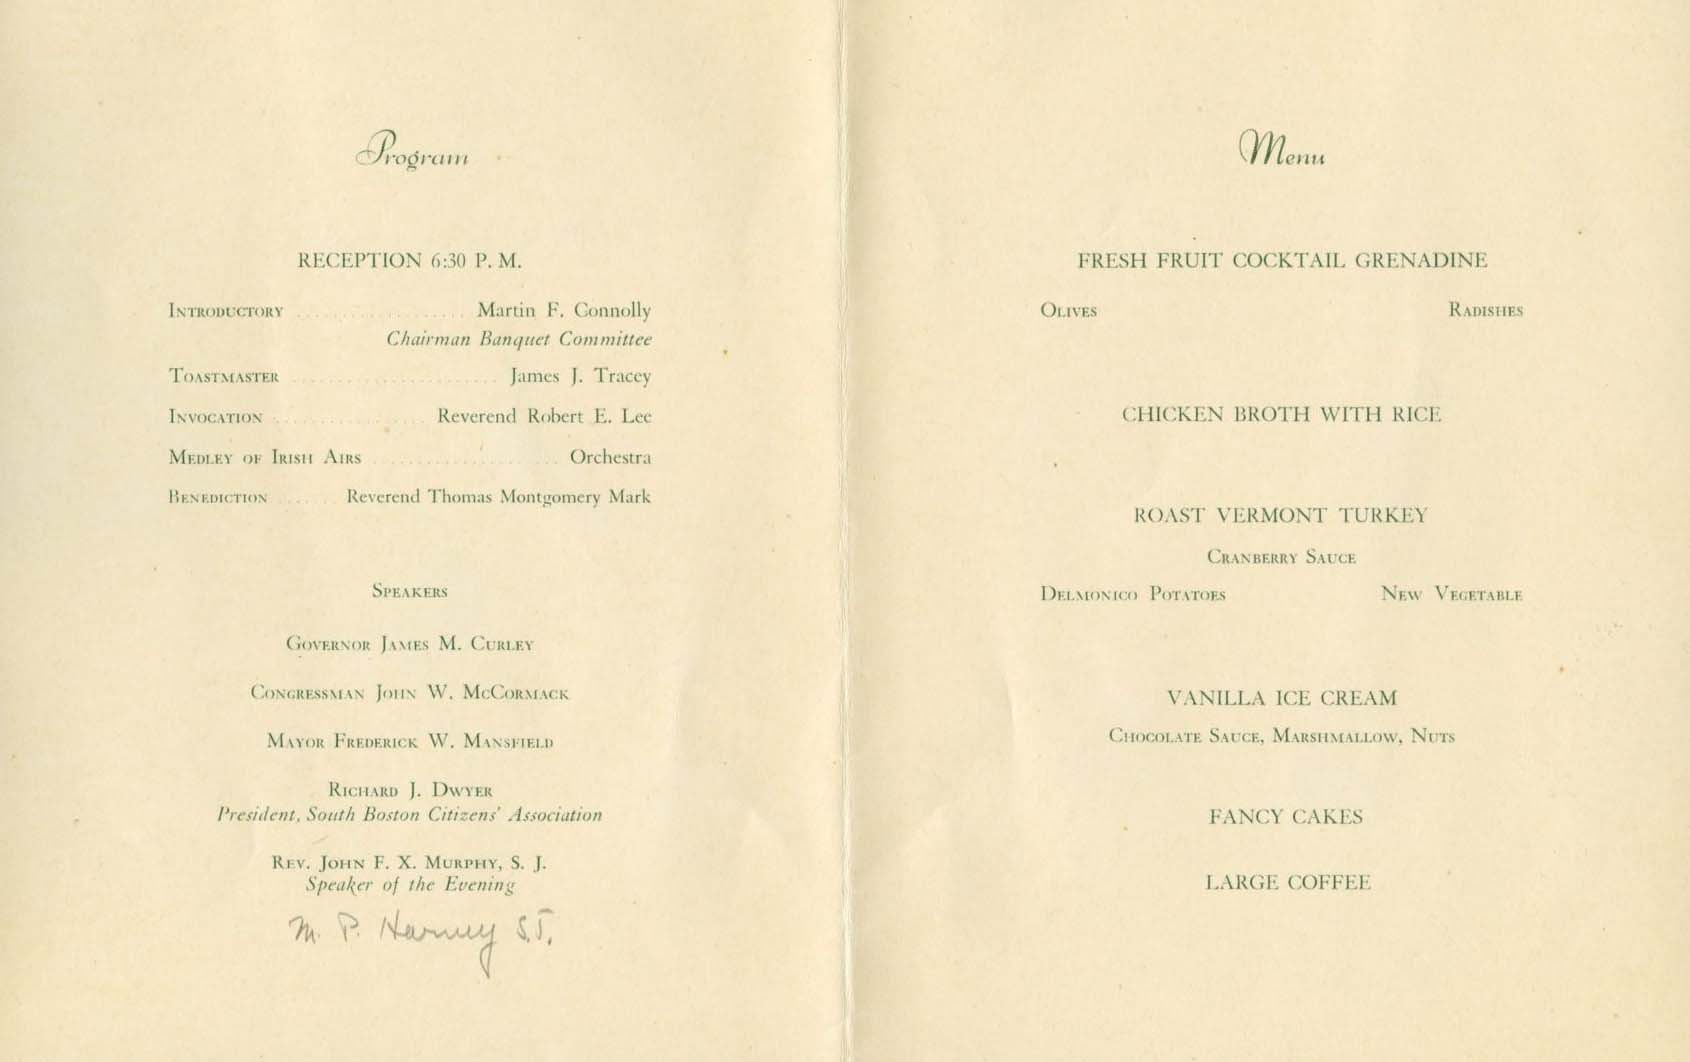 Program
RECEPTION 6:30 P. M.
INTRODUCTORY .................. Martin F. Connolly
Chairman Banquet Committee
TOASTMASTER ...................... James J. Tracey
INVOCATION ................ Reverend Robert E. Lee
MEDLEY OF IRISH AIRS ................... Orchestra
BENEDICTION ...... Reverend Thomas Montgomery Mark
SPEAKERS
GOVERNOR JAMES M. CURLEY
CONGRESSMAN JOHN W. MCCORMACK
MAYOR FREDERICK W. MANSFIELD
RICHARD J. DWYER
President, South Boston Citizens' Association
REV. JOHN F. X. MURPHY, S. J.
Speaker of the Evening
M. P. Harney S.J.
Menu
FRESH FRUIT COCKTAIL GRENADINE
OLIVES RADISHES
CHICKEN BROTH WITH RICE
ROAST VERMONT TURKEY
CRANBERRY SAUCE
DELMONICO POTATOES NEW VEGETABLE
VANILLA ICE CREAM
CHOCOLATE SAUCE, MARSHMALLOW, NUTS
FANCY CAKES
LARGE COFFEE